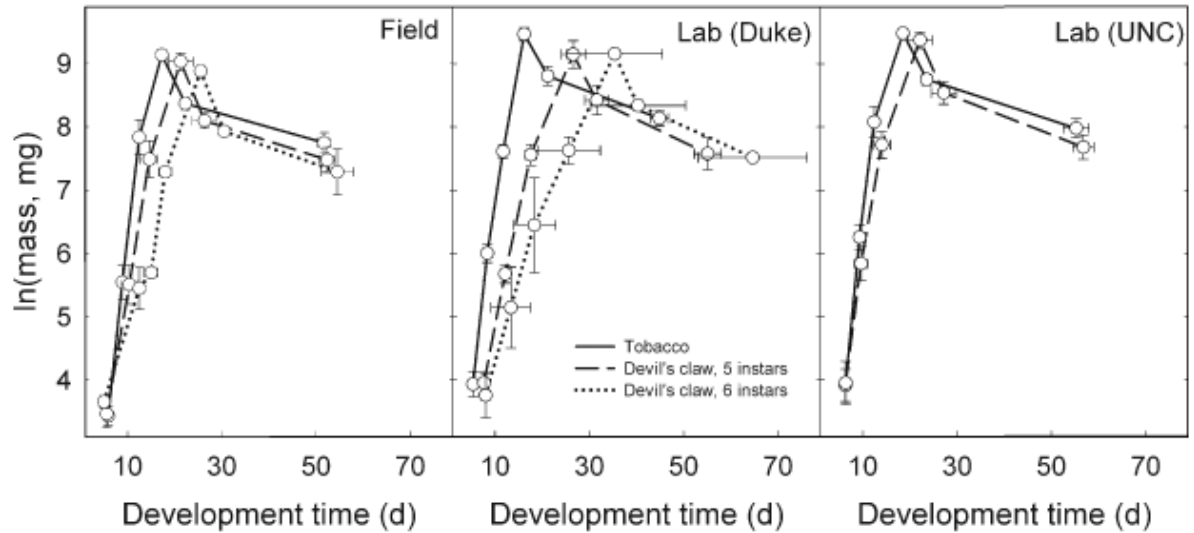 Field
Lab (Duke)
Lab (UNC)
ln(mass, mg)
9
8
7
6
5
4
Tobacco
Devil's claw, 5 instars
Devil's claw, 6 instars
10 30 50 70 10 30 50 70 10 30 50 70
Development time (d) Development time (d) Development time (d)